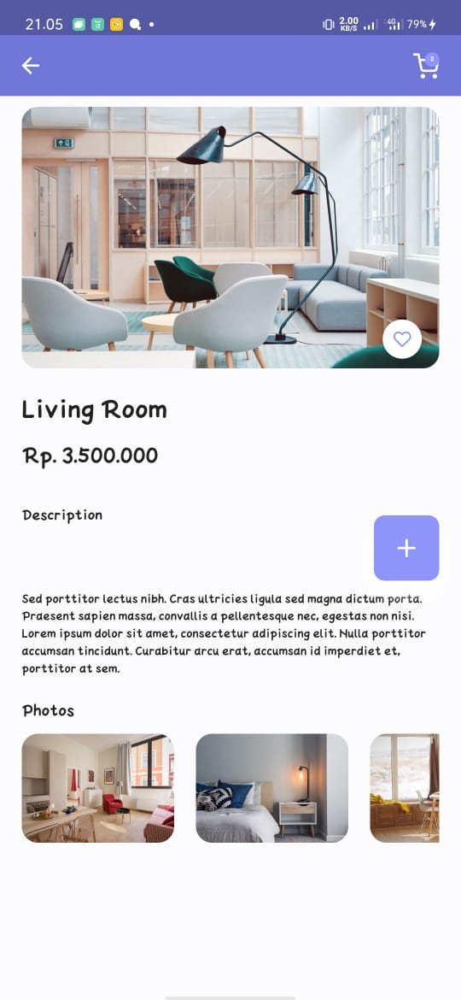 21.05
2.00
KB/S
4G
79%
2
Living Room
Rp. 3.500.000
Description
Sed porttitor lectus nibh. Cras ultricies ligula sed magna dictum porta.
Praesent sapien massa, convallis a pellentesque nec, egestas non nisi.
Lorem ipsum dolor sit amet, consectetur adipiscing elit. Nulla porttitor
accumsan tincidunt. Curabitur arcu erat, accumsan id imperdiet et,
porttitor at sem.
Photos